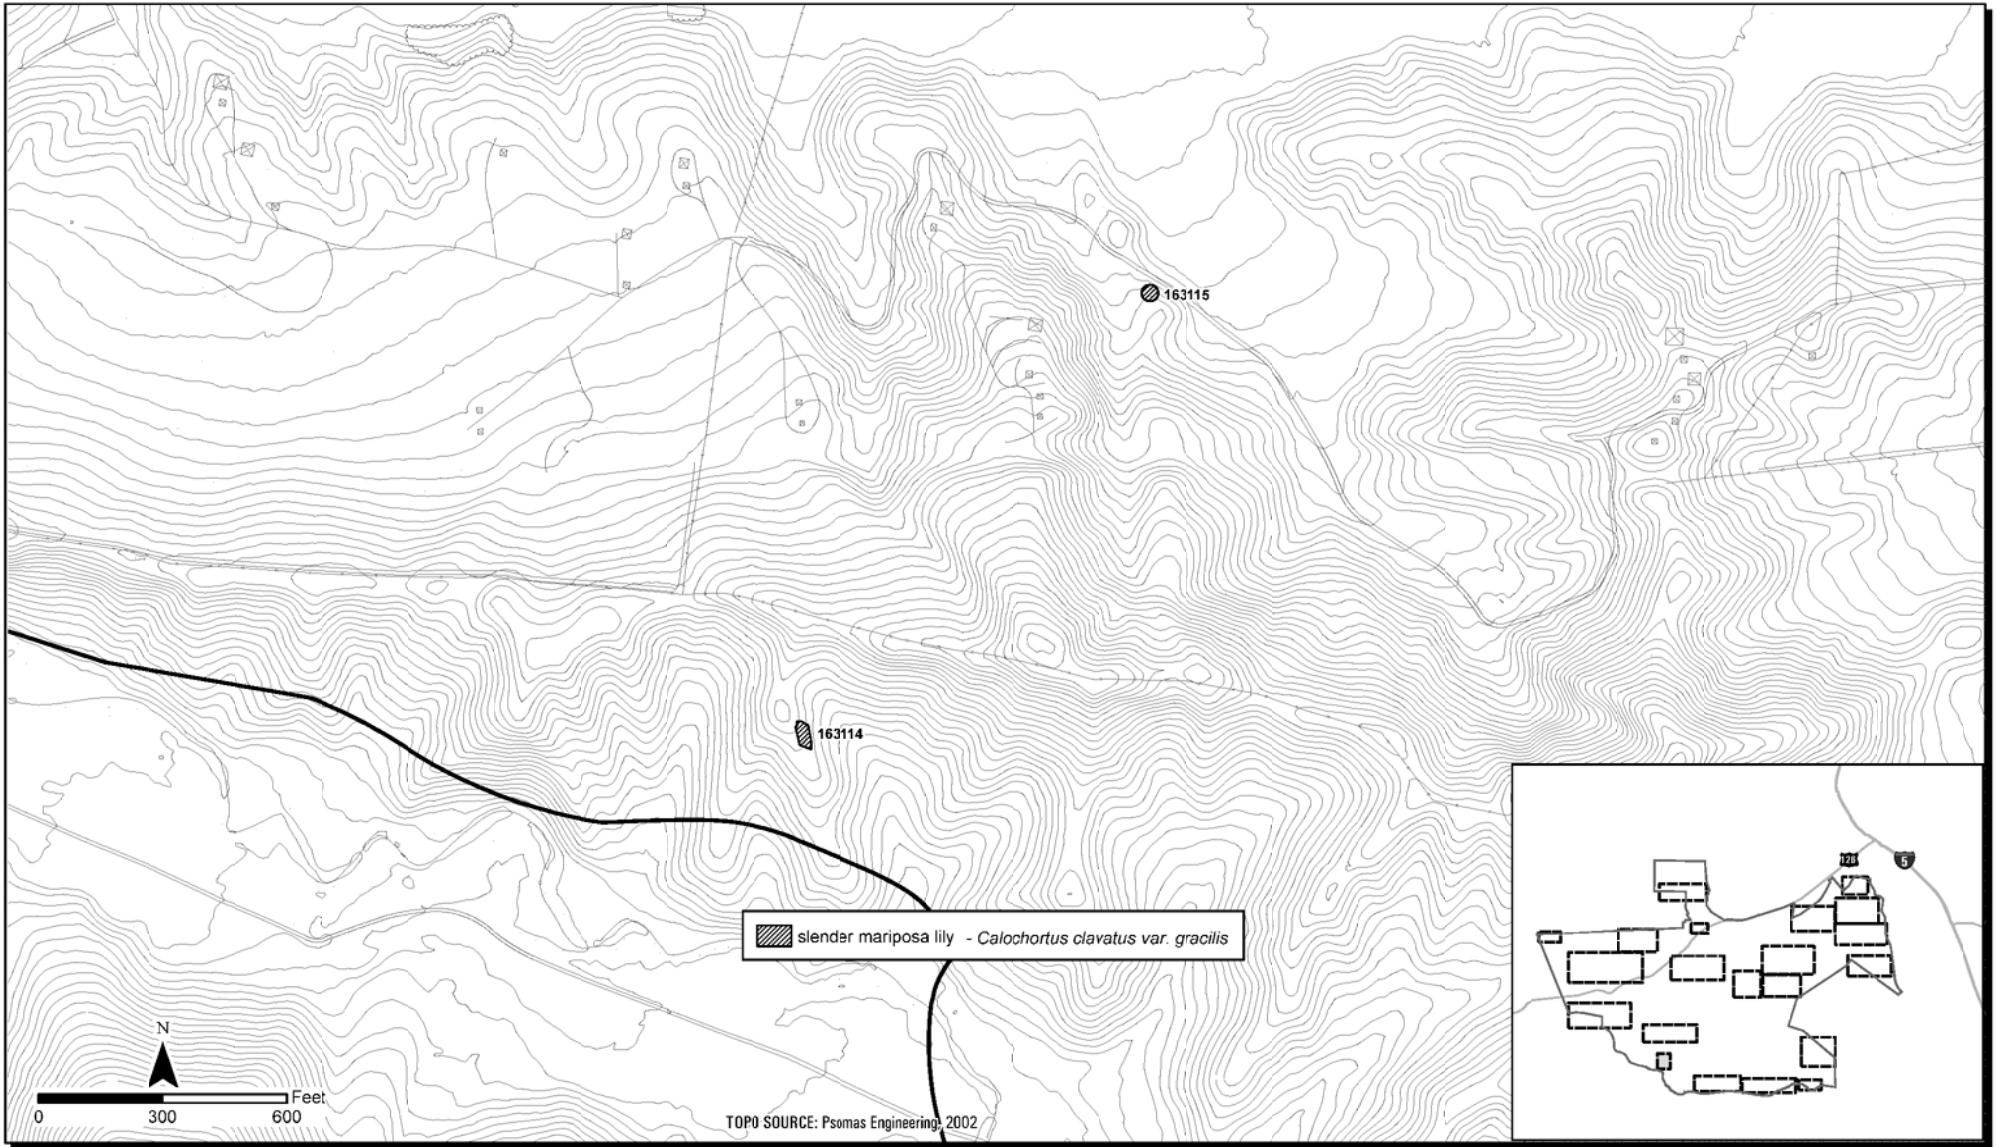 163115
163114
126
5
slender mariposa lily - Calochortus clavatus var. gracilis
N
Feet
0 300 600
TOPO SOURCE: Psomas Engineering, 2002